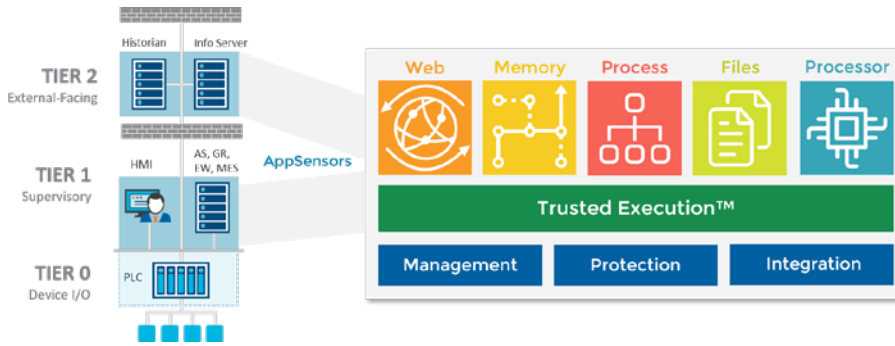 Historian
Info Server
TIER 2
External-Facing
HMI
AS, GR,
EW, MES
TIER 1
Supervisory
PLC
TIER 0
Device I/O
AppSensors
Web
Memory
Process
Files
Processor
Trusted Execution™
Management
Protection
Integration